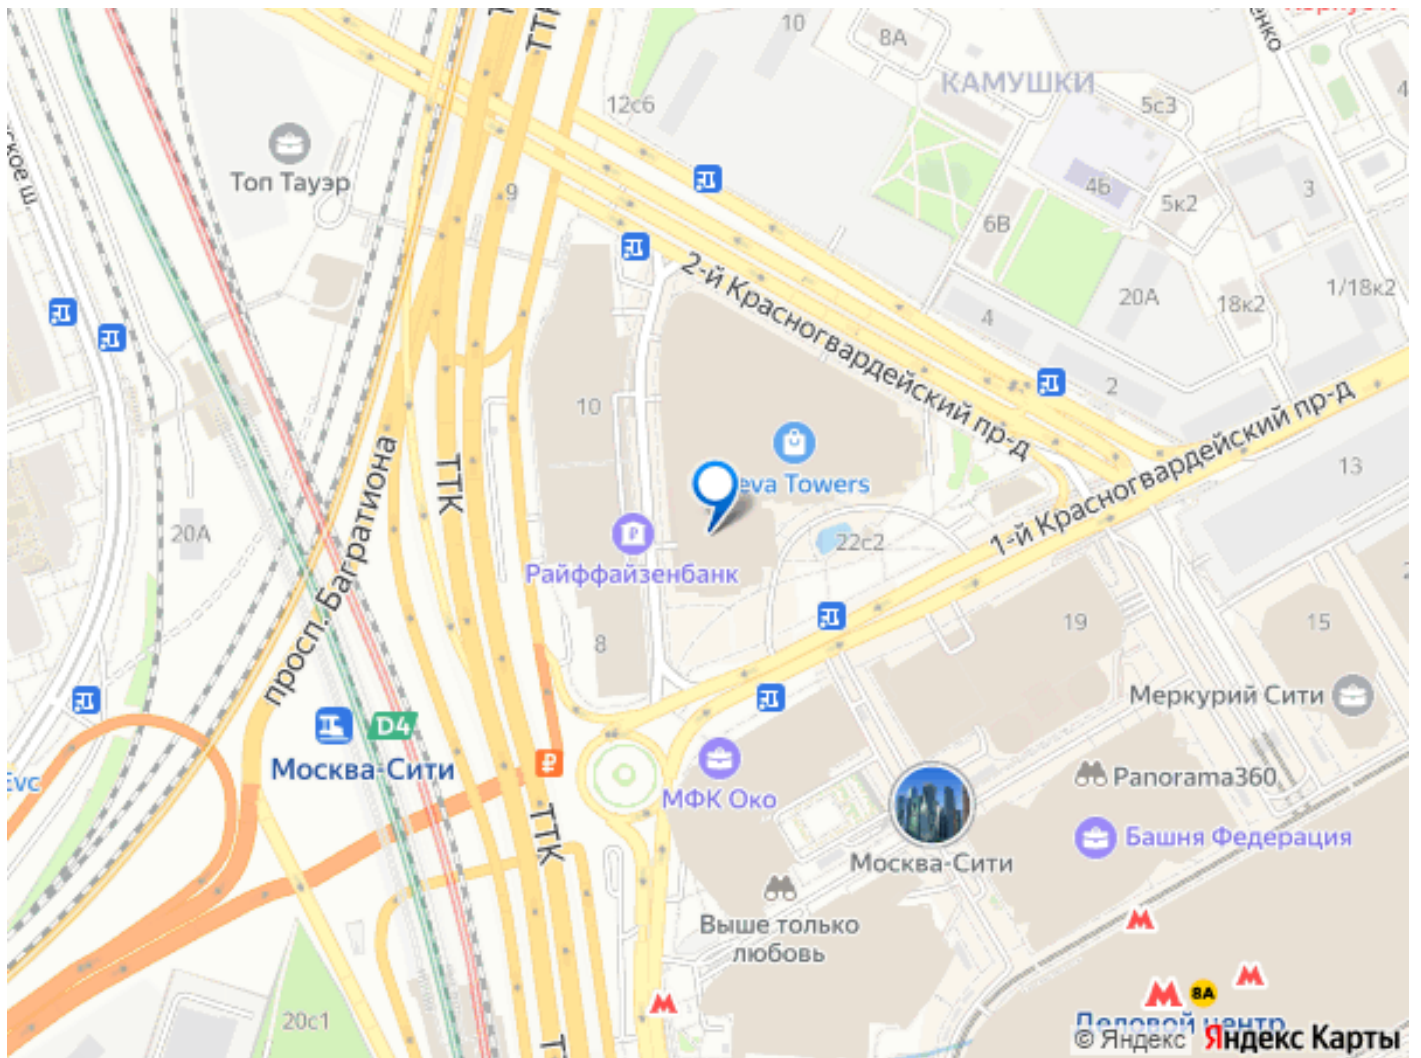 10
8А
КАМУШКИ
ТТК
12с6
5с3
Топ Тауэр
9
4Б
3
5к2
6В
2-й Красногвардейский пр-д
20А
18к2
1/18к2
4
2
10
1-й Красногвардейский пр-д
просп. Багратиона
ТТК
eva Towers
13
20А
22с2
Райффайзенбанк
8
19
15
Меркурий Сити
D4
Москва-Сити
₽
МФК Око
Panorama360
Башня Федерация
ТТК
Москва-Сити
Выше только
любовь
8А
Деловой центр
20с1
© Яндекс Яндекс Карты